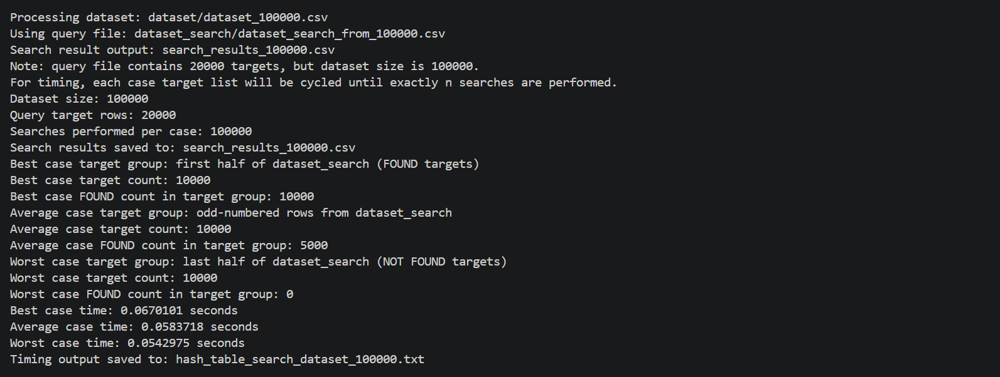 Processing dataset: dataset/dataset_100000.csv
Using query file: dataset_search/dataset_search_from_100000.csv
Search result output: search_results_100000.csv
Note: query file contains 20000 targets, but dataset size is 100000.
For timing, each case target list will be cycled until exactly n searches are performed.
Dataset size: 100000
Query target rows: 20000
Searches performed per case: 100000
Search results saved to: search_results_100000.csv
Best case target group: first half of dataset_search (FOUND targets)
Best case target count: 10000
Best case FOUND count in target group: 10000
Average case target group: odd-numbered rows from dataset_search
Average case target count: 10000
Average case FOUND count in target group: 5000
Worst case target group: last half of dataset_search (NOT FOUND targets)
Worst case target count: 10000
Worst case FOUND count in target group: 0
Best case time: 0.0670101 seconds
Average case time: 0.0583718 seconds
Worst case time: 0.0542975 seconds
Timing output saved to: hash_table_search_dataset_100000.txt